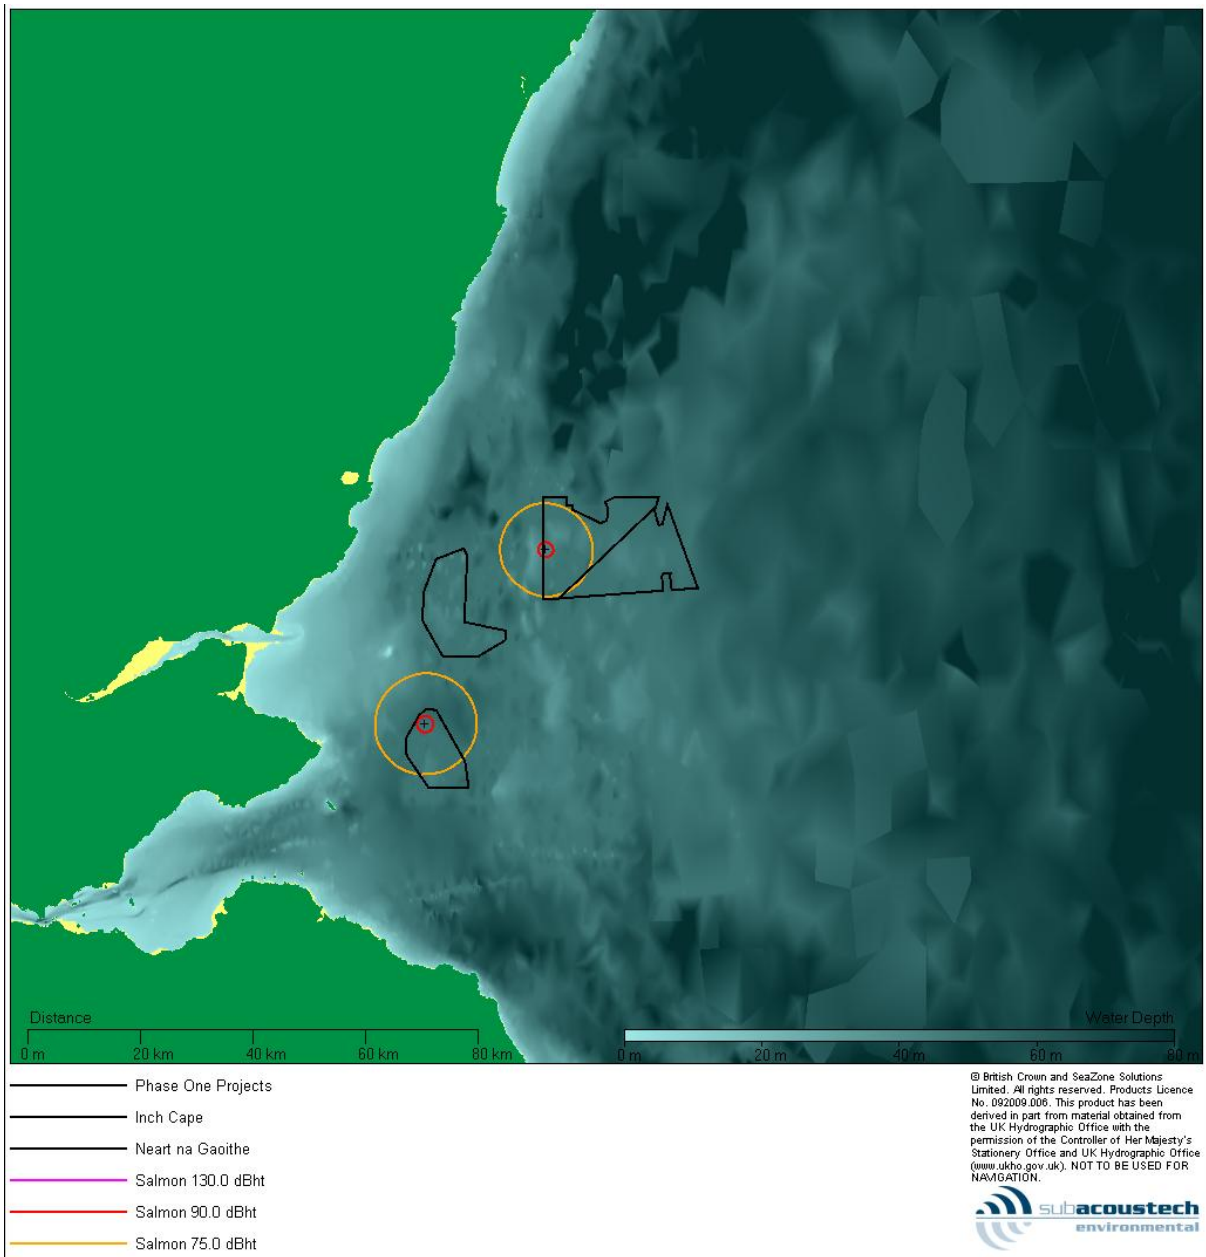 Distance
0 m 20 km 40 km 60 km 80 km
Water Depth
0 m 20 m 40 m 60 m 80 m
Phase One Projects
Inch Cape
Neart na Gaoithe
Salmon 130.0 dBht
Salmon 90.0 dBht
Salmon 75.0 dBht
© British Crown and SeaZone Solutions
Limited. All rights reserved. Products Licence
No. 092009.006. This product has been
derived in part from material obtained from
the UK Hydrographic Office with the
permission of the Controller of Her Majesty's
Stationery Office and UK Hydrographic Office
(www.ukho.gov.uk). NOT TO BE USED FOR
NAVIGATION.
subacoustech
environmental